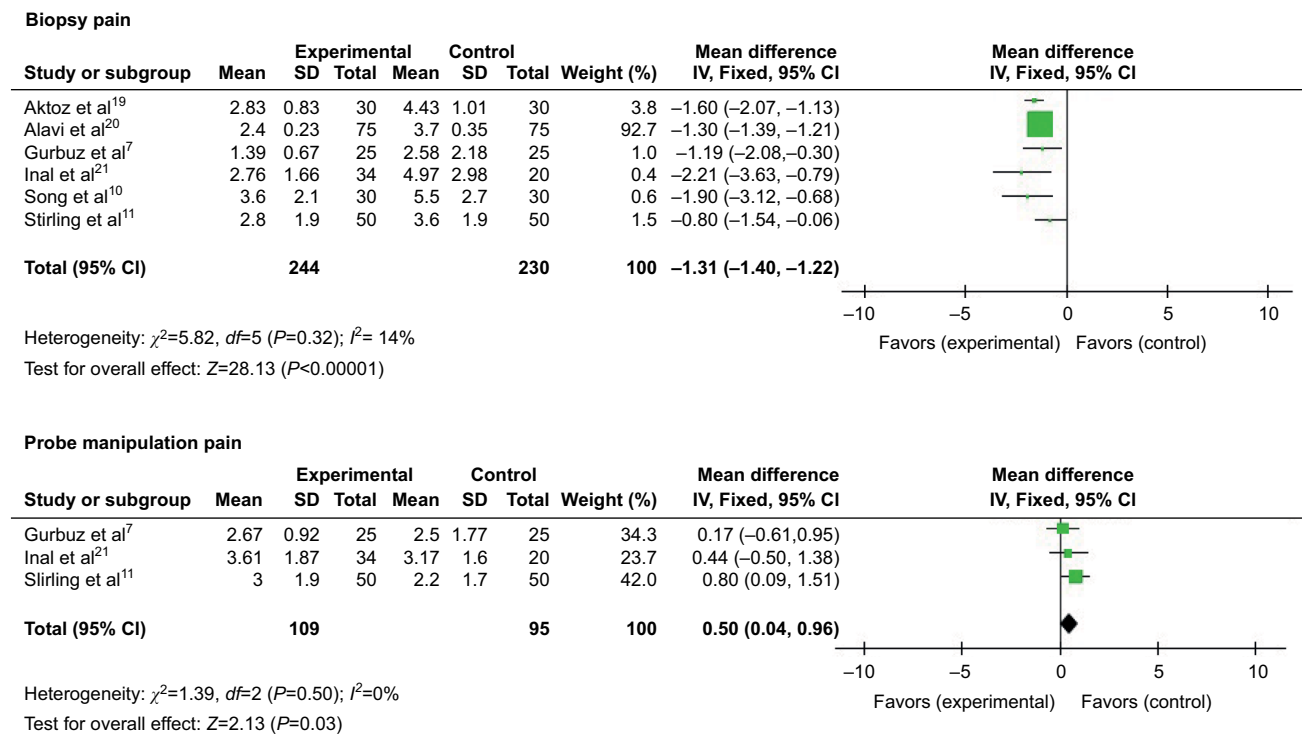 Biopsy pain
Experimental Control Mean difference Mean difference
Study or subgroup Mean SD Total Mean SD Total Weight (%) IV, Fixed, 95% CI IV, Fixed, 95% CI
Aktoz et al19 2.83 0.83 30 4.43 1.01 30 3.8 −1.60 (−2.07, −1.13)
Alavi et al20 2.4 0.23 75 3.7 0.35 75 92.7 −1.30 (−1.39, −1.21)
Gurbuz et al7 1.39 0.67 25 2.58 2.18 25 1.0 −1.19 (−2.08,−0.30)
Inal et al21 2.76 1.66 34 4.97 2.98 20 0.4 −2.21 (−3.63, −0.79)
Song et al10 3.6 2.1 30 5.5 2.7 30 0.6 −1.90 (−3.12, −0.68)
Stirling et al11 2.8 1.9 50 3.6 1.9 50 1.5 −0.80 (−1.54, −0.06)
Total (95% CI) 244 230 100 −1.31 (−1.40, −1.22)
−10 −5 0 5 10
Heterogeneity: χ2=5.82, df=5 (P=0.32); I2= 14%
Favors (experimental) Favors (control)
Test for overall effect: Z=28.13 (P<0.00001)
Probe manipulation pain
Experimental Control Mean difference Mean difference
Study or subgroup Mean SD Total Mean SD Total Weight (%) IV, Fixed, 95% CI IV, Fixed, 95% CI
Gurbuz et al7 2.67 0.92 25 2.5 1.77 25 34.3 0.17 (−0.61,0.95)
Inal et al21 3.61 1.87 34 3.17 1.6 20 23.7 0.44 (−0.50, 1.38)
Slirling et al11 3 1.9 50 2.2 1.7 50 42.0 0.80 (0.09, 1.51)
Total (95% CI) 109 95 100 0.50 (0.04, 0.96)
−10 −5 0 5 10
Heterogeneity: χ2=1.39, df=2 (P=0.50); I2=0%
Favors (experimental) Favors (control)
Test for overall effect: Z=2.13 (P=0.03)